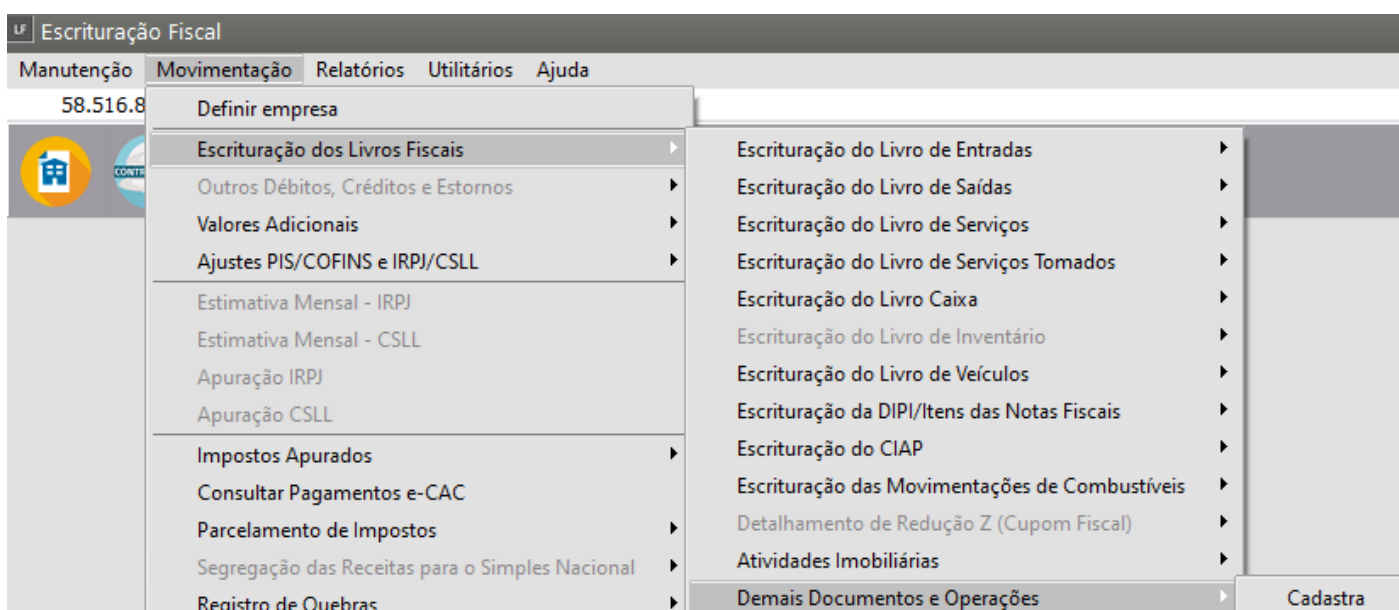 LF Escrituração Fiscal
Manutenção Movimentação Relatórios Utilitários Ajuda
58.516.8
Definir empresa
Escrituração dos Livros Fiscais
Outros Débitos, Créditos e Estornos
Valores Adicionais
Ajustes PIS/COFINS e IRPJ/CSLL
Estimativa Mensal - IRPJ
Estimativa Mensal - CSLL
Apuração IRPJ
Apuração CSLL
Impostos Apurados
Consultar Pagamentos e-CAC
Parcelamento de Impostos
Segregação das Receitas para o Simples Nacional
Registro de Quebras
Escrituração do Livro de Entradas
Escrituração do Livro de Saídas
Escrituração do Livro de Serviços
Escrituração do Livro de Serviços Tomados
Escrituração do Livro Caixa
Escrituração do Livro de Inventário
Escrituração do Livro de Veículos
Escrituração da DIPI/Itens das Notas Fiscais
Escrituração do CIAP
Escrituração das Movimentações de Combustíveis
Detalhamento de Redução Z (Cupom Fiscal)
Atividades Imobiliárias
Demais Documentos e Operações
Cadastra